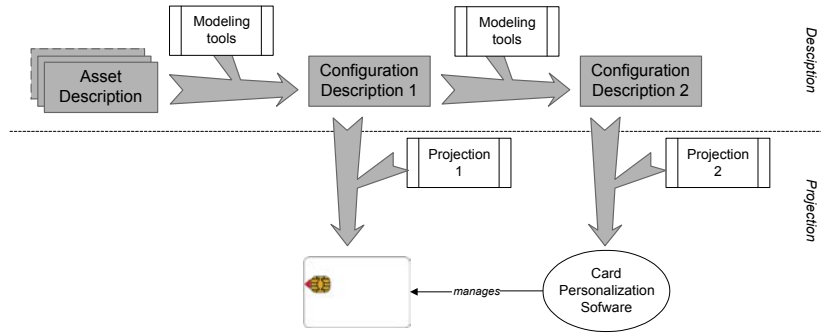 Modeling
tools
Modeling
tools
Asset
Description
Configuration
Description 1
Configuration
Description 2
Desciption
Projection
1
Projection
2
Projection
manages
Card
Personalization
Sofware